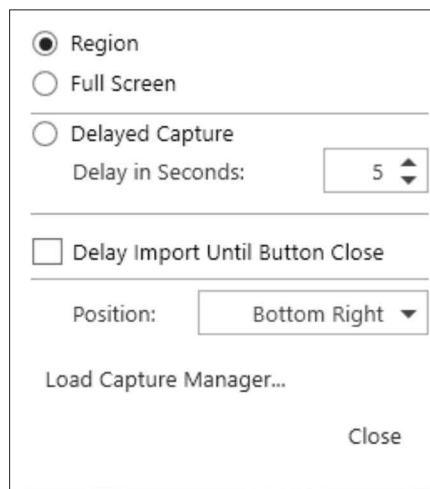 Region
Full Screen
Delayed Capture
Delay in Seconds: 5
Delay Import Until Button Close
Position: Bottom Right
Load Capture Manager...
Close